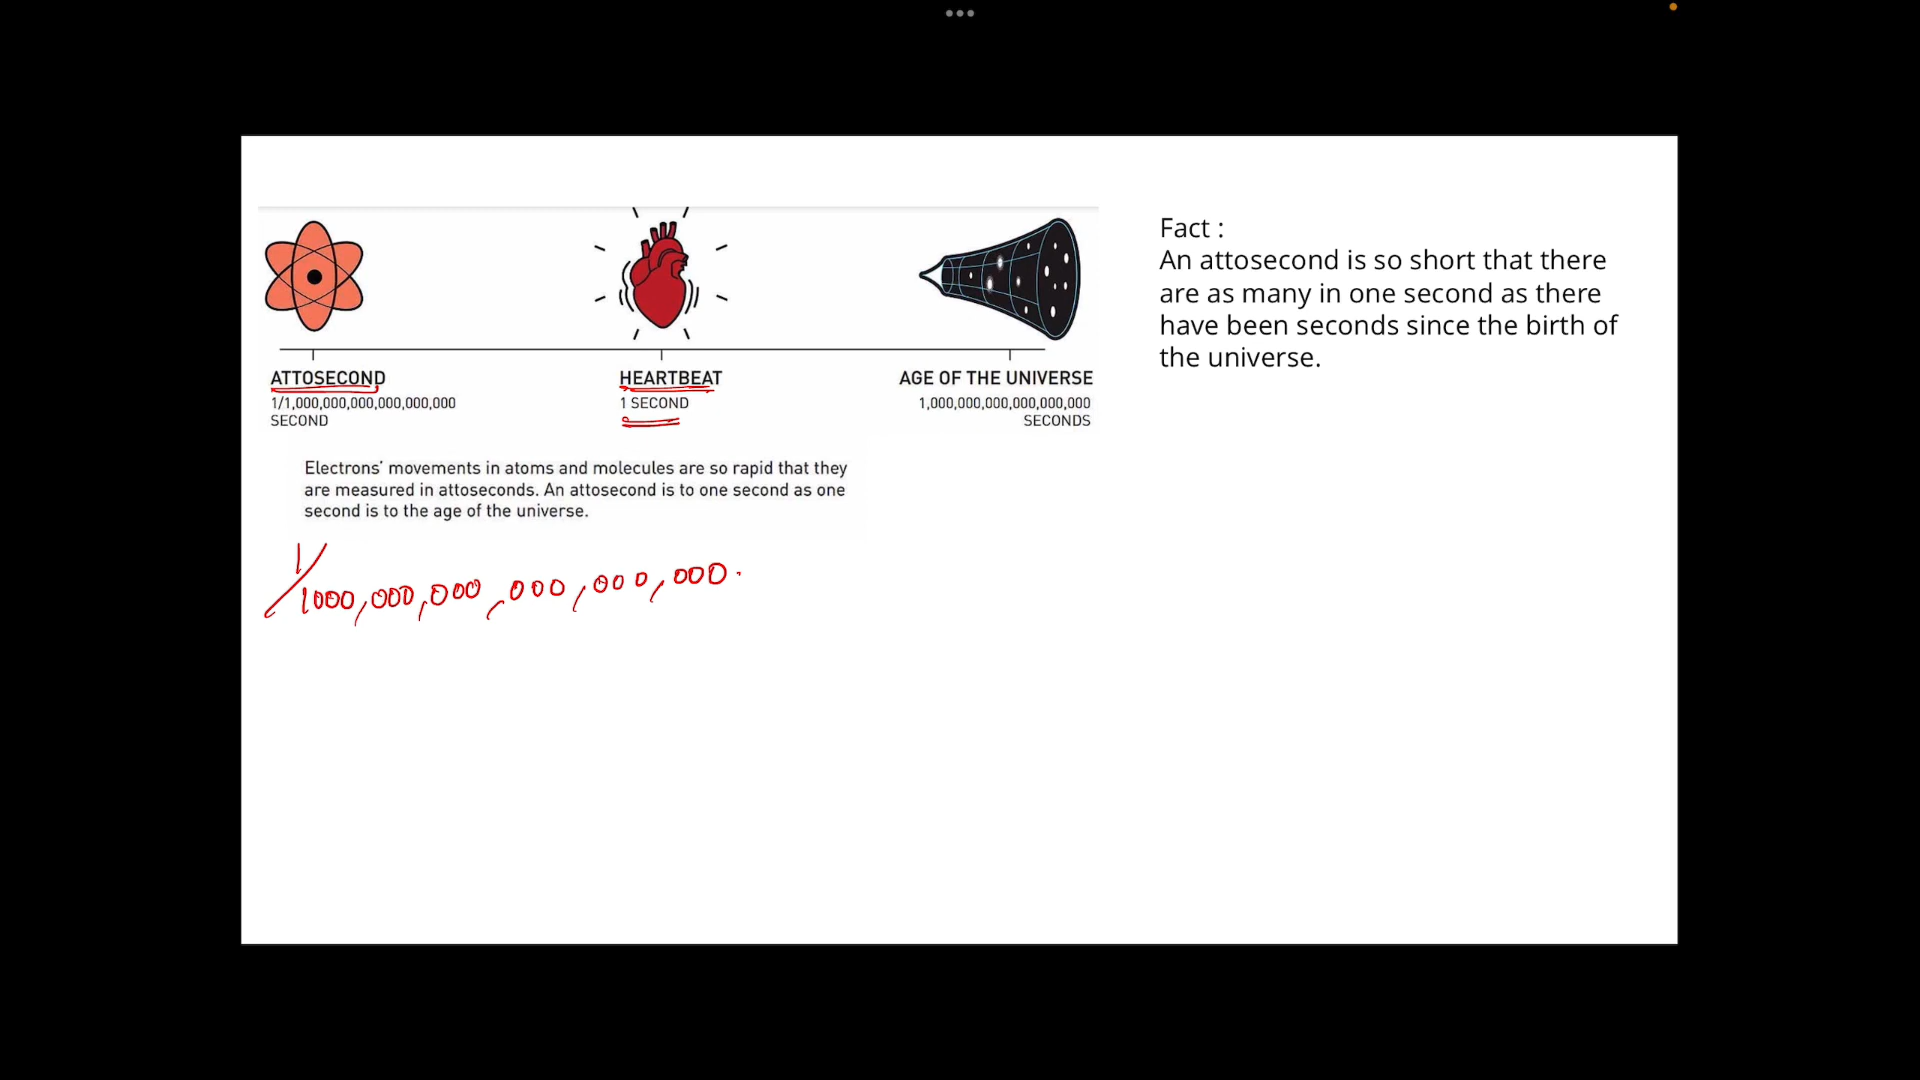 ATTOSECOND
1/1,000,000,000,000,000,000
SECOND
HEARTBEAT
1 SECOND
AGE OF THE UNIVERSE
1,000,000,000,000,000,000
SECONDS
Electrons’ movements in atoms and molecules are so rapid that they
are measured in attoseconds. An attosecond is to one second as one
second is to the age of the universe.
1/1000,000,000,000,000,000.
Fact :
An attosecond is so short that there
are as many in one second as there
have been seconds since the birth of
the universe.